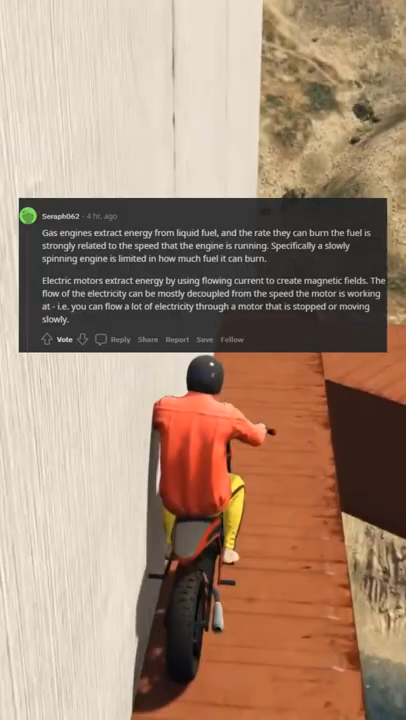 Seraph062 · 4 hr. ago
Gas engines extract energy from liquid fuel, and the rate they can burn the fuel is
strongly related to the speed that the engine is running. Specifically a slowly
spinning engine is limited in how much fuel it can burn.
Electric motors extract energy by using flowing current to create magnetic fields. The
flow of the electricity can be mostly decoupled from the speed the motor is working
at - i.e. you can flow a lot of electricity through a motor that is stopped or moving
slowly.
Vote Reply Share Report Save Follow